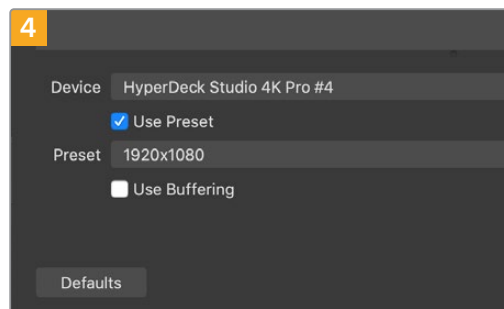 4
Device HyperDeck Studio 4K Pro #4
Use Preset
Preset 1920x1080
Use Buffering
Defaults